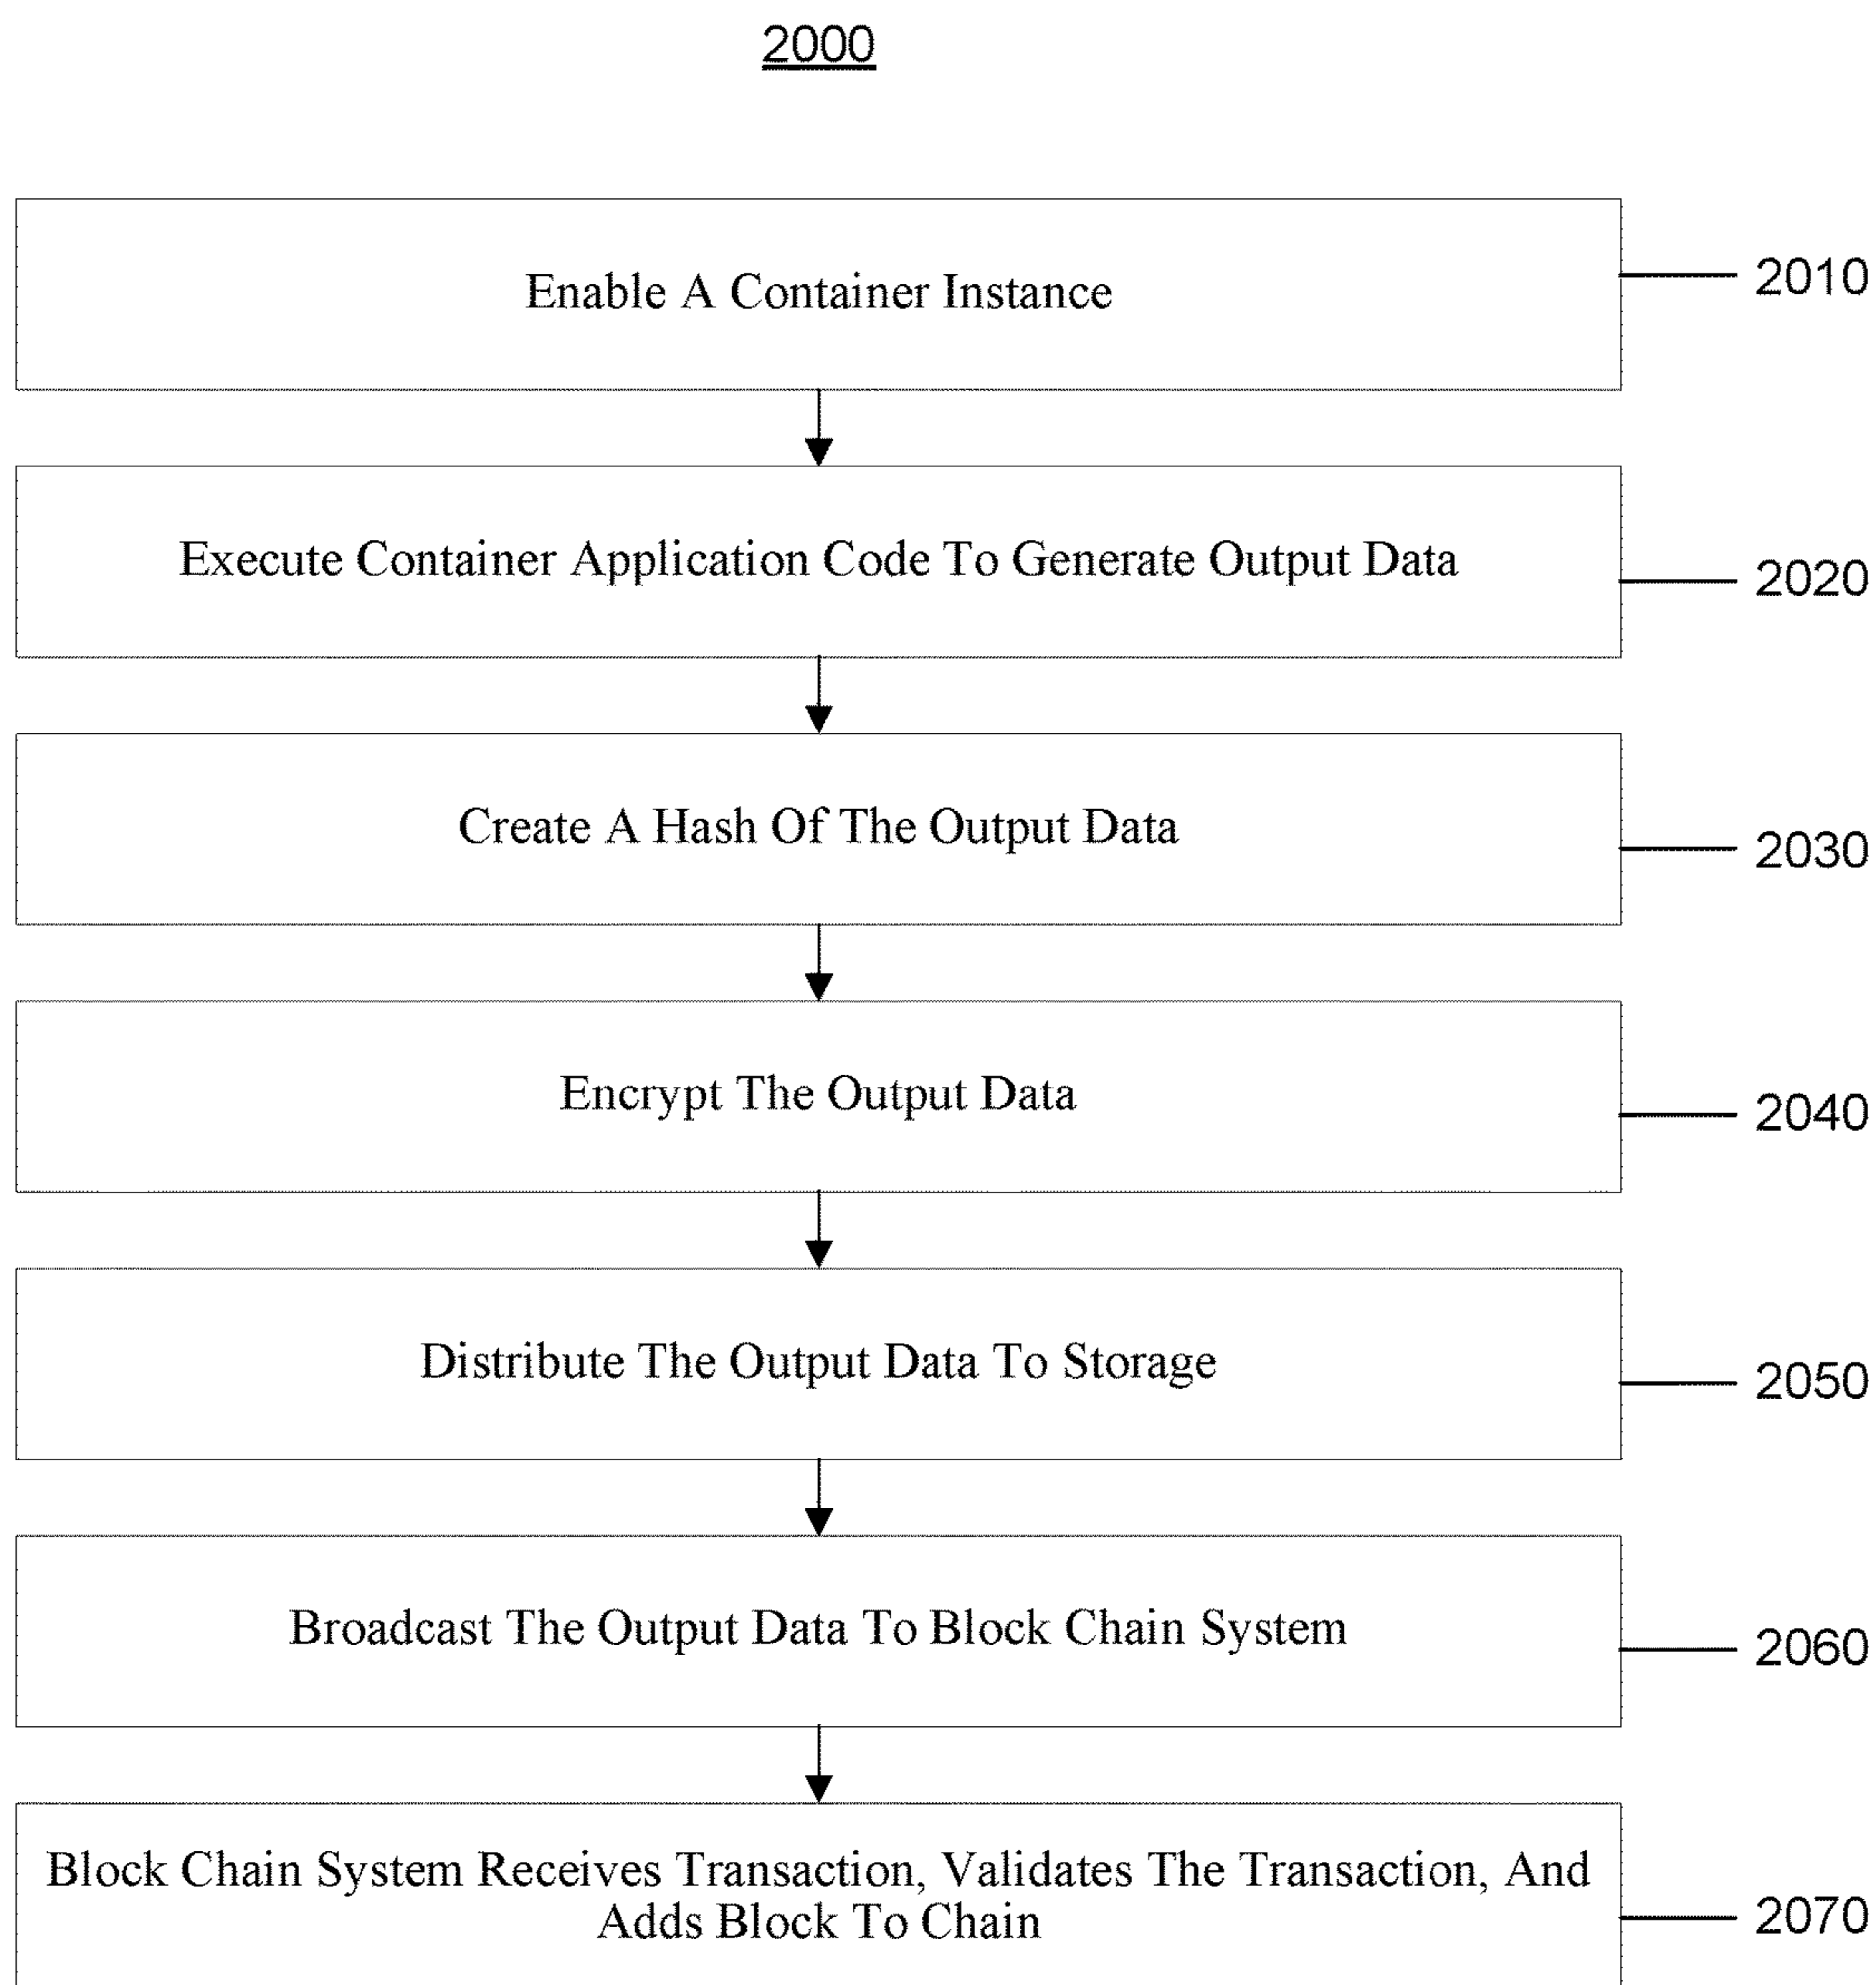 2000
Enable A Container Instance
2010
Execute Container Application Code To Generate Output Data
2020
Create A Hash Of The Output Data
2030
Encrypt The Output Data
2040
Distribute The Output Data To Storage
2050
Broadcast The Output Data To Block Chain System
2060
Block Chain System Receives Transaction, Validates The Transaction, And
Adds Block To Chain
2070